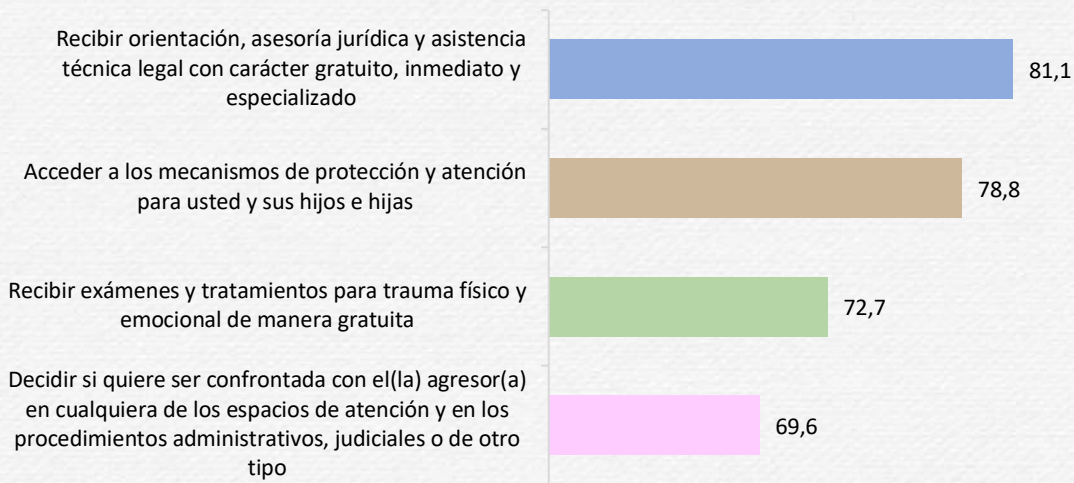 Recibir orientación, asesoría jurídica y asistencia
técnica legal con carácter gratuito, inmediato y
especializado
81,1
Acceder a los mecanismos de protección y atención
para usted y sus hijos e hijas
78,8
Recibir exámenes y tratamientos para trauma físico y
emocional de manera gratuita
72,7
Decidir si quiere ser confrontada con el(la) agresor(a)
en cualquiera de los espacios de atención y en los
procedimientos administrativos, judiciales o de otro
tipo
69,6